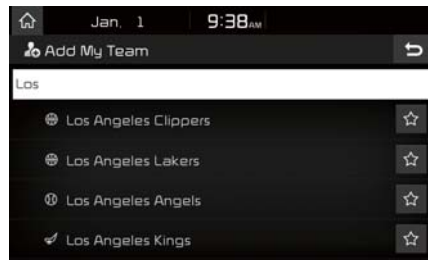 Jan. 1 9:38AM
Add My Team
Los
Los Angeles Clippers
Los Angeles Lakers
Los Angeles Angels
Los Angeles Kings